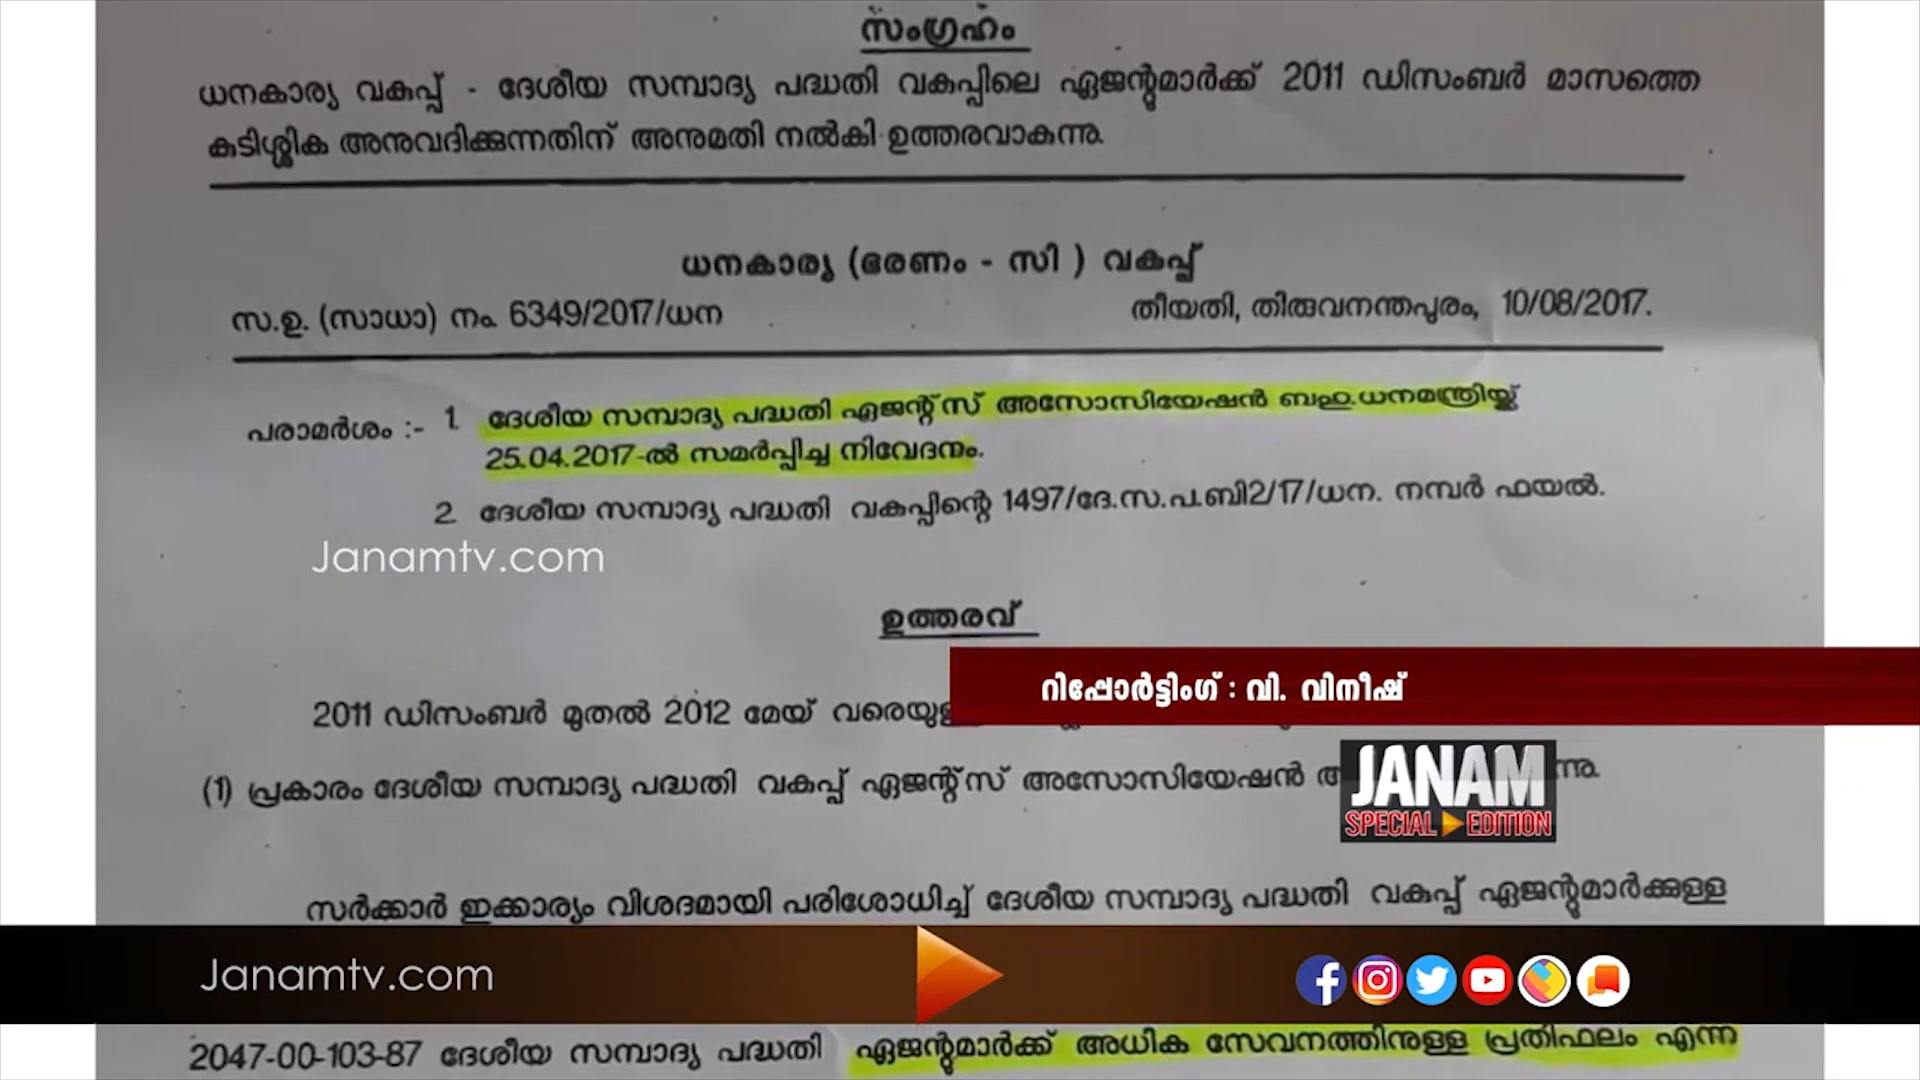 സംഗ്രഹം
ധനകാര്യ വകുപ്പ് - ദേശീയ സമ്പാദ്യ പദ്ധതി വകുപ്പിലെ ഏജന്റുമാർക്ക് 2011 ഡിസംബർ മാസത്തെ
കുടിശ്ശിക അനുവദിക്കുന്നതിന് അനുമതി നൽകി ഉത്തരവാകുന്നു.
ധനകാര്യ (ഭരണം - സി ) വകുപ്പ്
സ.ഉ. (സാധാ) നം. 6349/2017/ധന തീയതി, തിരുവനന്തപുരം, 10/08/2017.
പരാമർശം :- 1. ദേശീയ സമ്പാദ്യ പദ്ധതി ഏജന്റ്സ് അസോസിയേഷൻ ബഹു.ധനമന്ത്രിയ്ക്ക്
25.04.2017-ൽ സമർപ്പിച്ച നിവേദനം.
2. ദേശീയ സമ്പാദ്യ പദ്ധതി വകുപ്പിന്റെ 1497/ദേ.സ.പ.ബി2/17/ധന. നമ്പർ ഫയൽ.
Janamtv.com
ഉത്തരവ്
റിപ്പോർട്ടിംഗ് : വി. വിനീഷ്
2011 ഡിസംബർ മുതൽ 2012 മേയ്
(1) പ്രകാരം ദേശീയ സമ്പാദ്യ പദ്ധതി വകുപ്പ് ഏജന്റ്സ് അസോസിയേഷൻ
JANAM
SPECIAL EDITION
സർക്കാർ ഇക്കാര്യം വിശദമായി പരിശോധിച്ച് ദേശീയ സമ്പാദ്യ പദ്ധതി വകുപ്പ് ഏജന്റുമാർക്കുള്ള
Janamtv.com
2047-00-103-87 ദേശീയ സമ്പാദ്യ പദ്ധതി ഏജന്റുമാർക്ക് അധിക സേവനത്തിനുള്ള പ്രതിഫലം എന്ന